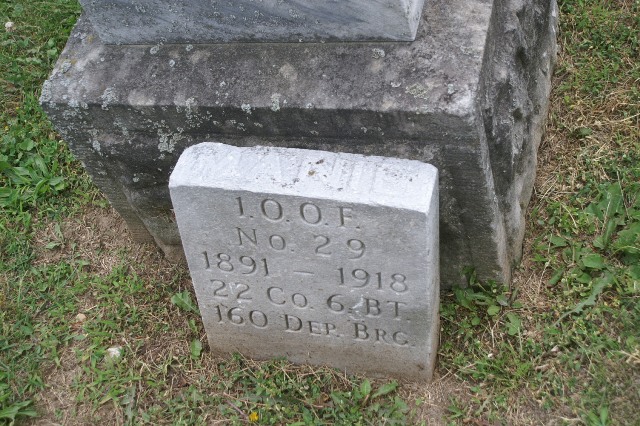 I.O.O.F.
No. 29
1891 – 1918
22 Co. 6. BT.
160 DEP. BRG.